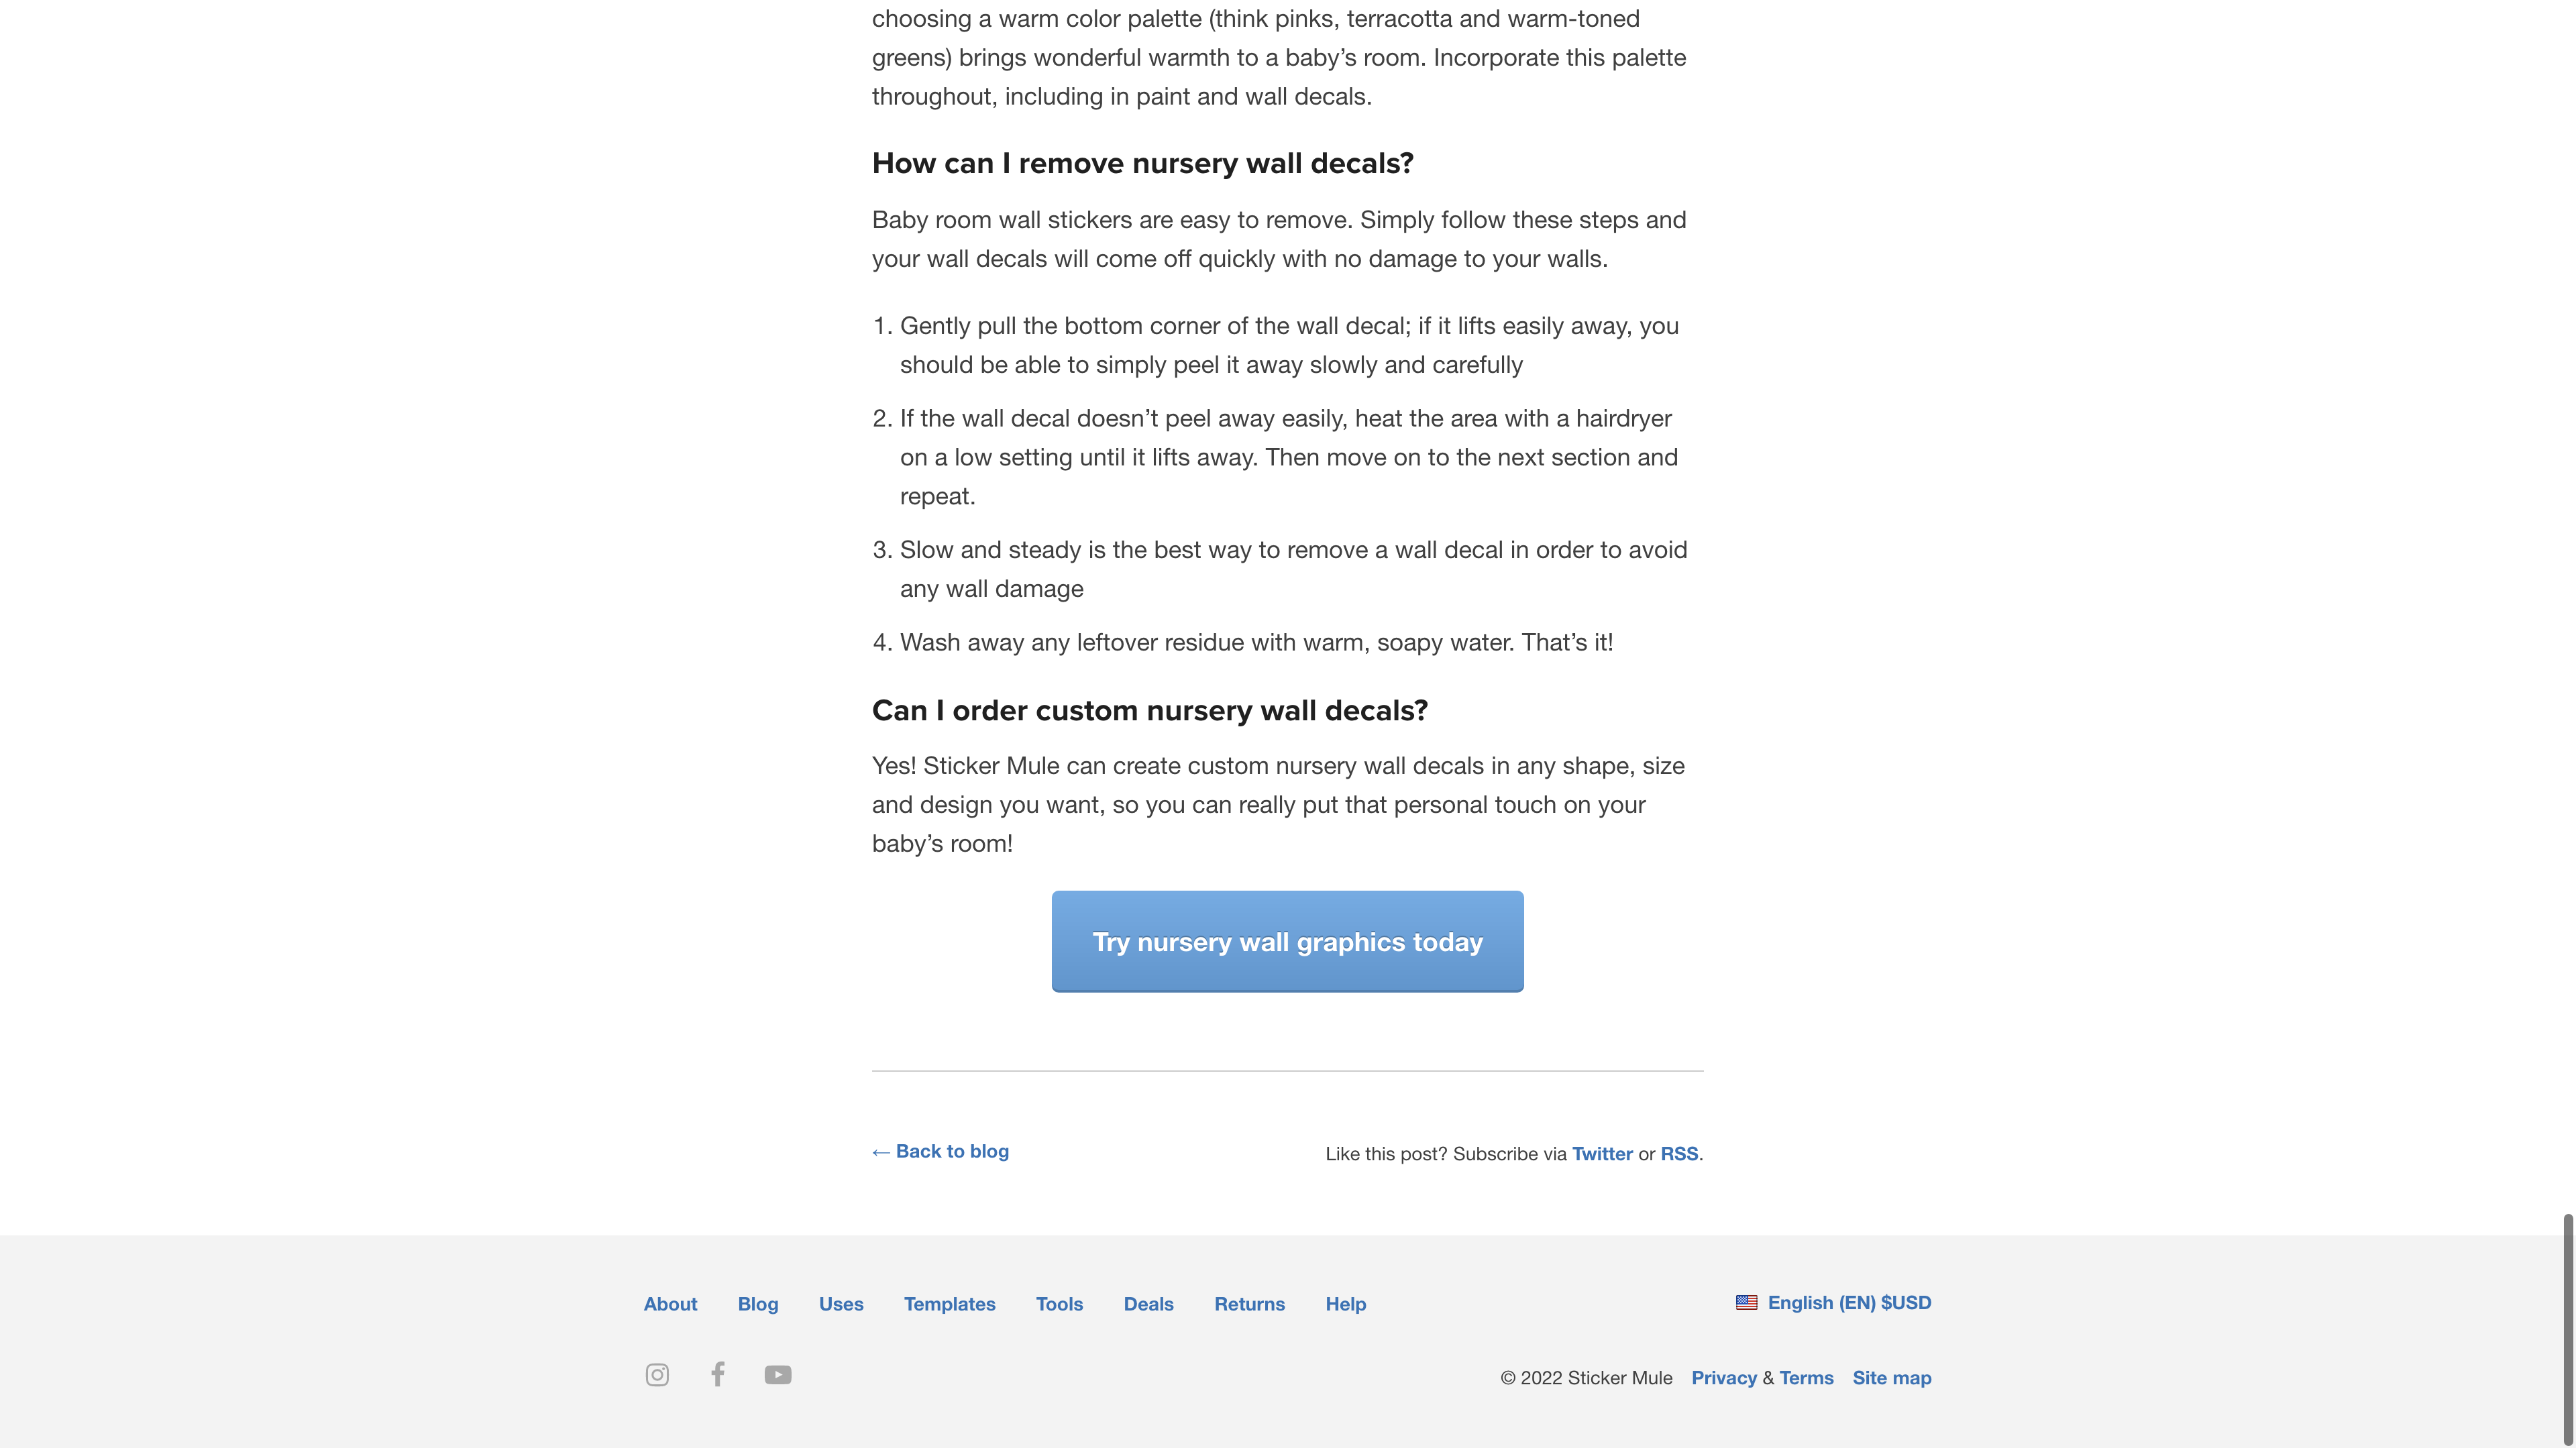 choosing a warm color palette (think pinks, terracotta and warm-toned
greens) brings wonderful warmth to a baby’s room. Incorporate this palette
throughout, including in paint and wall decals.
How can I remove nursery wall decals?
Baby room wall stickers are easy to remove. Simply follow these steps and
your wall decals will come off quickly with no damage to your walls.
1. Gently pull the bottom corner of the wall decal; if it lifts easily away, you
should be able to simply peel it away slowly and carefully
2. If the wall decal doesn’t peel away easily, heat the area with a hairdryer
on a low setting until it lifts away. Then move on to the next section and
repeat.
3. Slow and steady is the best way to remove a wall decal in order to avoid
any wall damage
4. Wash away any leftover residue with warm, soapy water. That’s it!
Can I order custom nursery wall decals?
Yes! Sticker Mule can create custom nursery wall decals in any shape, size
and design you want, so you can really put that personal touch on your
baby’s room!
Try nursery wall graphics today
← Back to blog
Like this post? Subscribe via Twitter or RSS.
About Blog Uses Templates Tools Deals Returns Help
English (EN) $USD
© 2022 Sticker Mule Privacy & Terms Site map